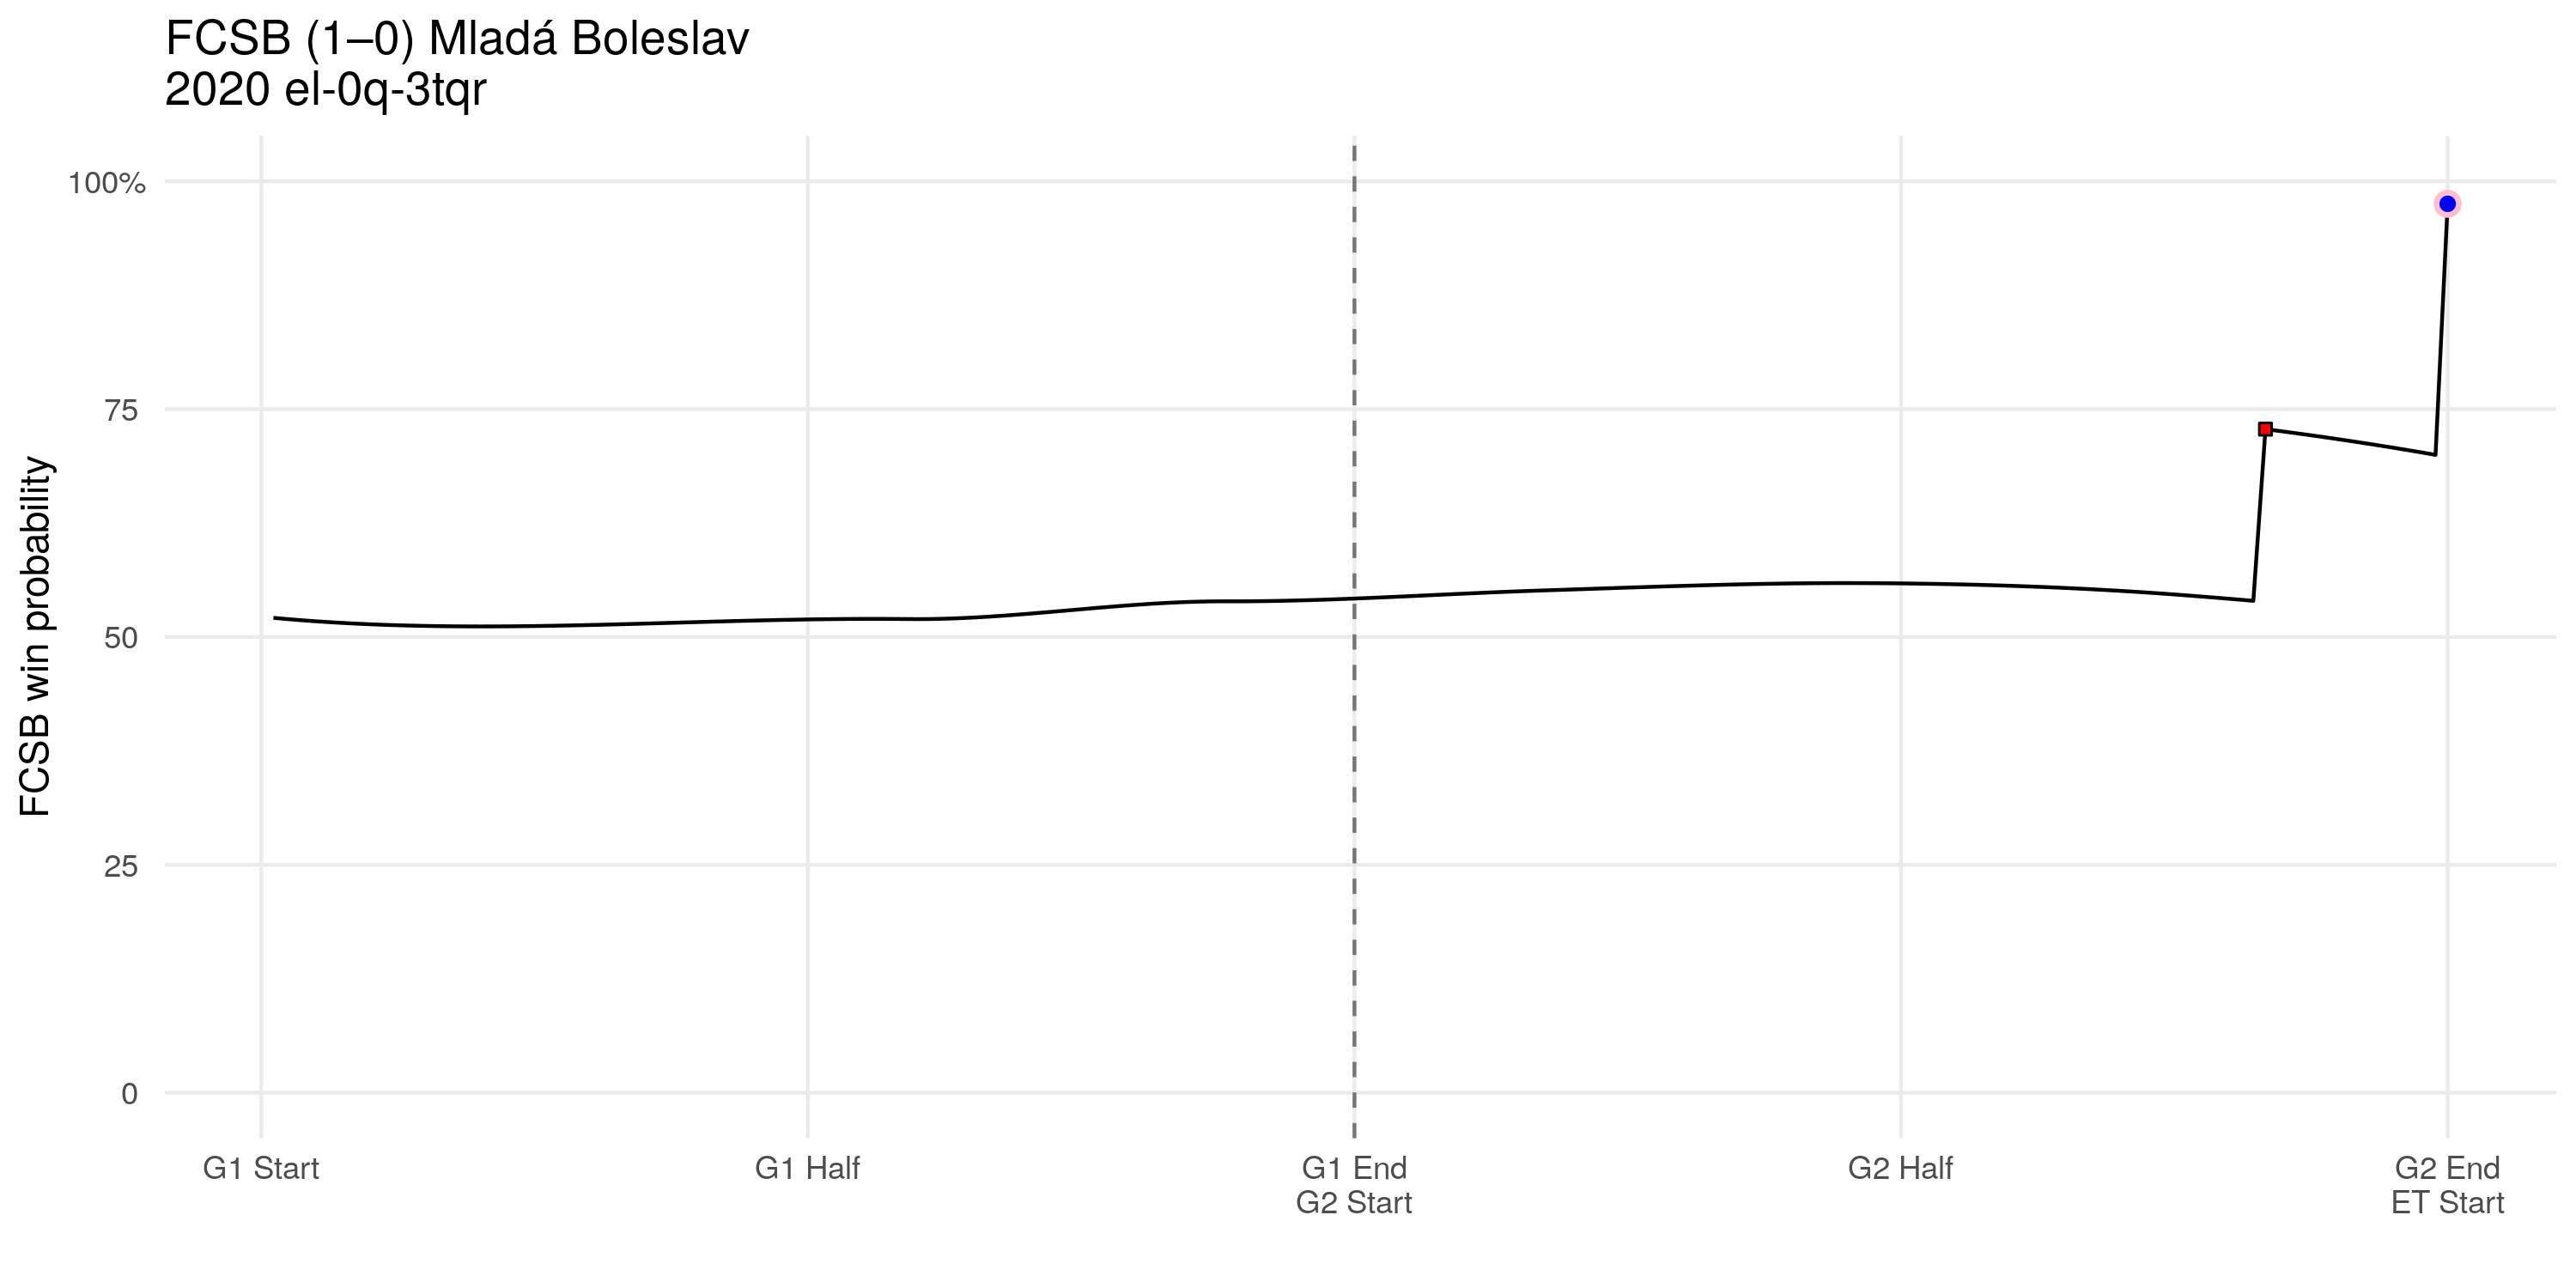 FCSB (1–0) Mladá Boleslav
2020 el-0q-3tqr
FCSB win probability
100%
75
50
25
0
G1 Start
G1 Half
G1 End
G2 Start
G2 Half
G2 End
ET Start